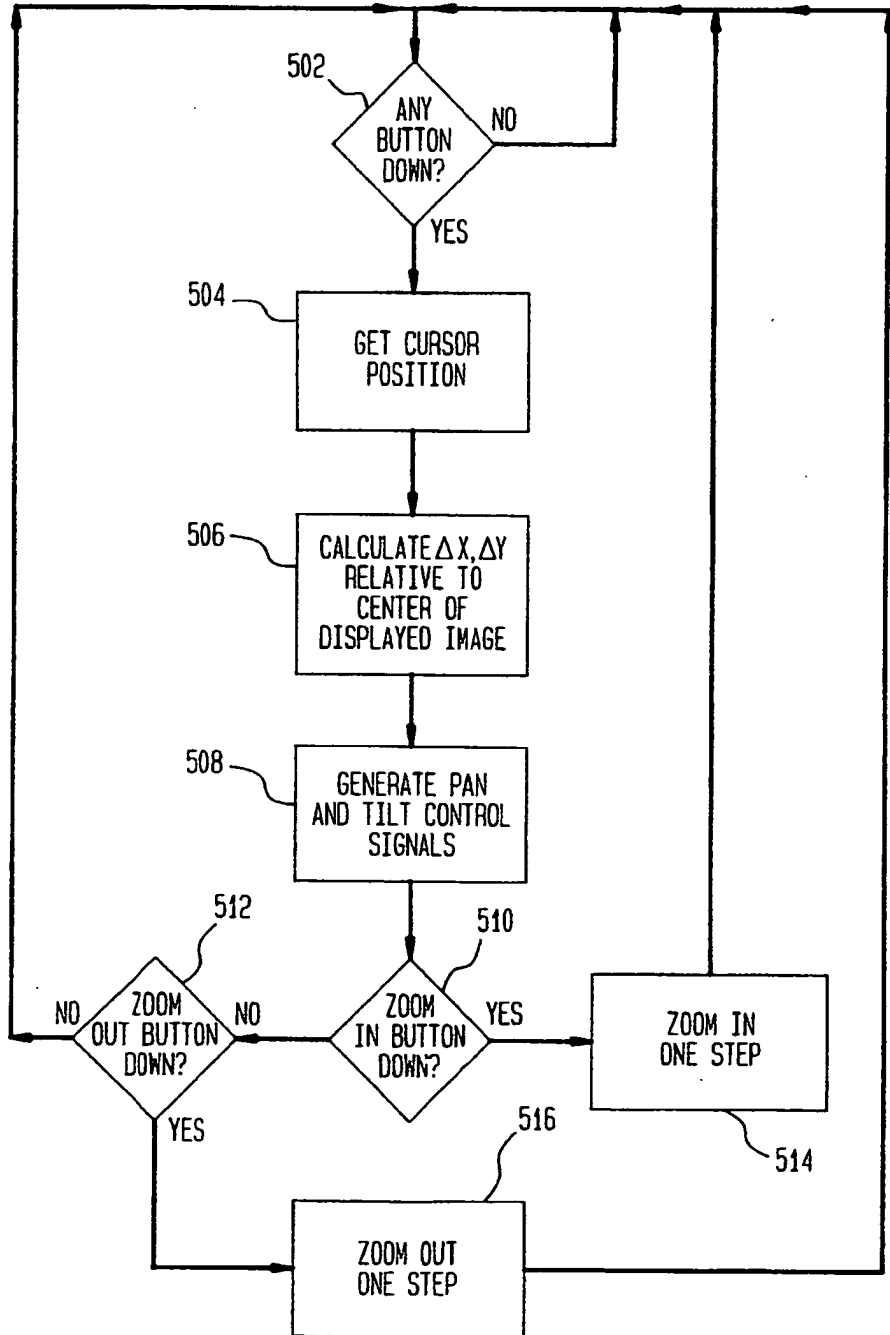 502
ANY
BUTTON
DOWN?
NO
YES
504
GET CURSOR
POSITION
506
CALCULATE ΔX, ΔY
RELATIVE TO
CENTER OF
DISPLAYED IMAGE
508
GENERATE PAN
AND TILT CONTROL
SIGNALS
512
510
NO
ZOOM
OUT BUTTON
DOWN?
NO
ZOOM
IN BUTTON
DOWN?
YES
ZOOM IN
ONE STEP
YES
516
514
ZOOM OUT
ONE STEP